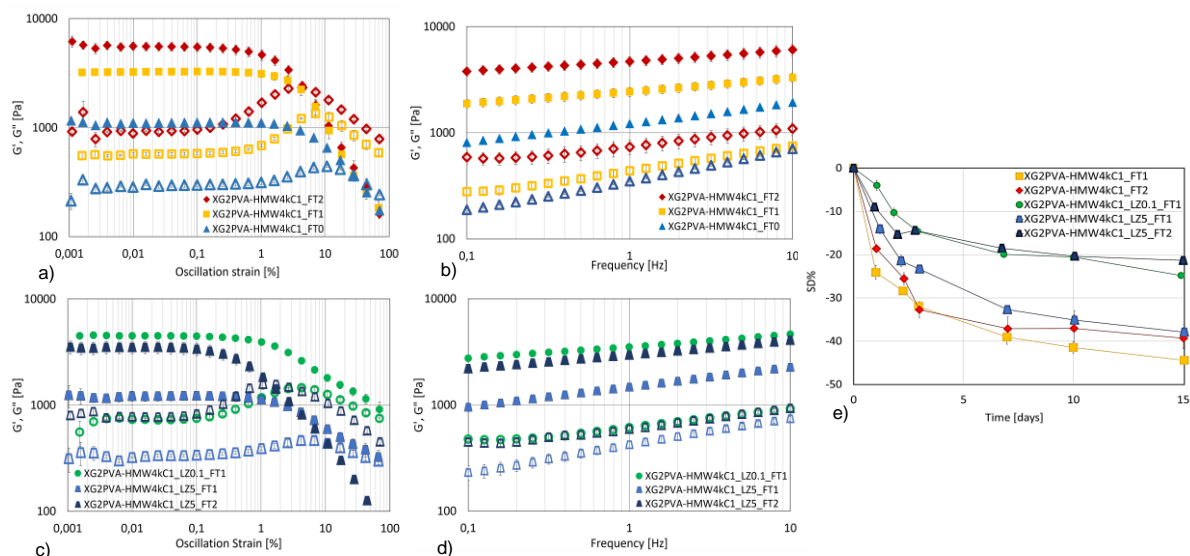 a)
10000
1000
100
G', G'' [Pa]
0,001
0,01
0,1
1
10
100
Oscillation strain [%]
XG2PVA-HMW4kC1_FT2
XG2PVA-HMW4kC1_FT1
XG2PVA-HMW4kC1_FT0
b)
10000
1000
100
G', G'' [Pa]
0,1
1
10
Frequency [Hz]
XG2PVA-HMW4kC1_FT2
XG2PVA-HMW4kC1_FT1
XG2PVA-HMW4kC1_FT0
c)
10000
1000
100
G', G'' [Pa]
0,001
0,01
0,1
1
10
100
Oscillation Strain [%]
XG2PVA-HMW4kC1_LZ0.1_FT1
XG2PVA-HMW4kC1_LZ5_FT1
XG2PVA-HMW4kC1_LZ5_FT2
d)
10000
1000
100
G', G'' [Pa]
0,1
1
10
Frequency [Hz]
XG2PVA-HMW4kC1_LZ0.1_FT1
XG2PVA-HMW4kC1_LZ5_FT1
XG2PVA-HMW4kC1_LZ5_FT2
e)
0
-10
-20
-30
-40
-50
SD%
0
5
10
15
Time [days]
XG2PVA-HMW4kC1_FT1
XG2PVA-HMW4kC1_FT2
XG2PVA-HMW4kC1_LZ0.1_FT1
XG2PVA-HMW4kC1_LZ5_FT1
XG2PVA-HMW4kC1_LZ5_FT2